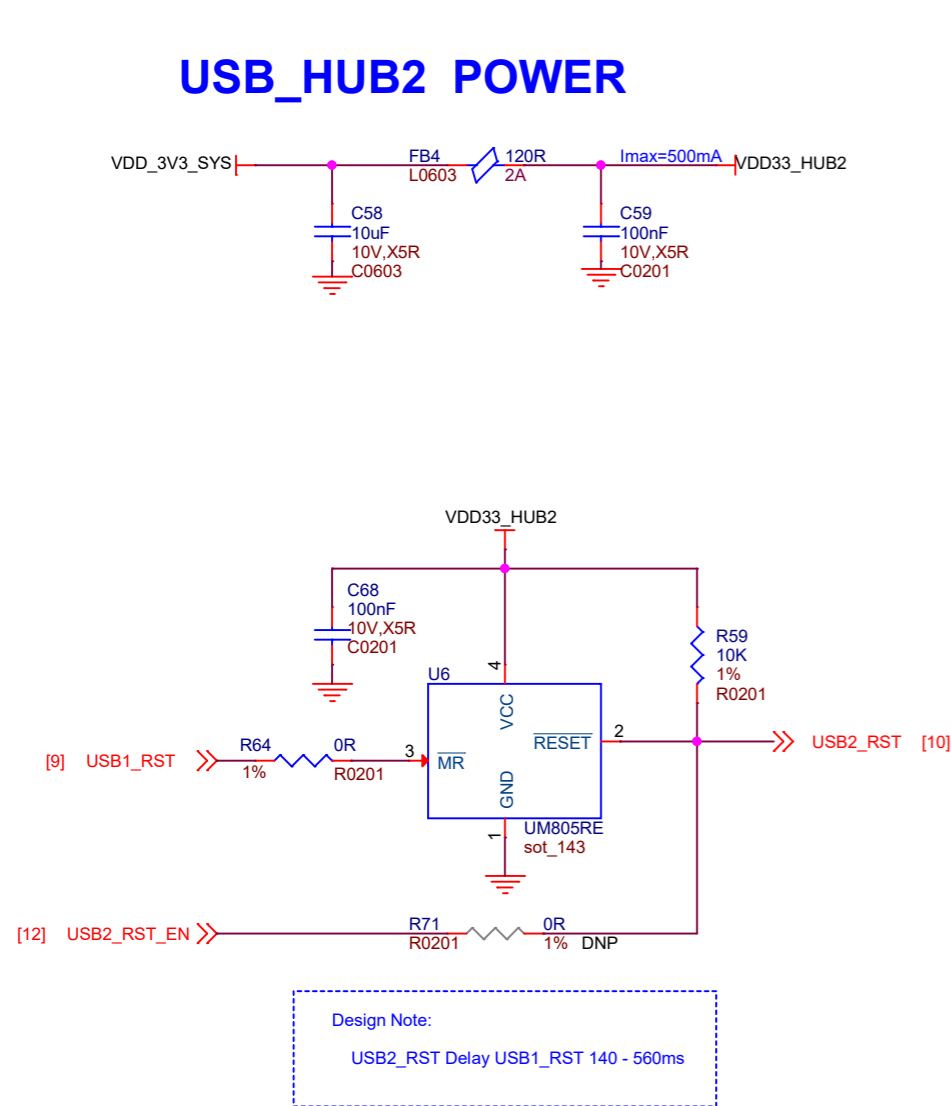 USB_HUB2 POWER
VDD_3V3_SYS
FB4
L0603
120R
2A
Imax=500mA
VDD33_HUB2
C58
10uF
10V,X5R
C0603
C59
100nF
10V,X5R
C0201
VDD33_HUB2
C68
100nF
10V,X5R
C0201
R59
10K
1%
R0201
U6
4
VCC
RESET
2
USB2_RST [10]
[9] USB1_RST
R64
1%
0R
R0201
3
MR
GND
1
UM805RE
sot_143
[12] USB2_RST_EN
R71
R0201
0R
1% DNP
Design Note:
USB2_RST Delay USB1_RST 140 - 560ms